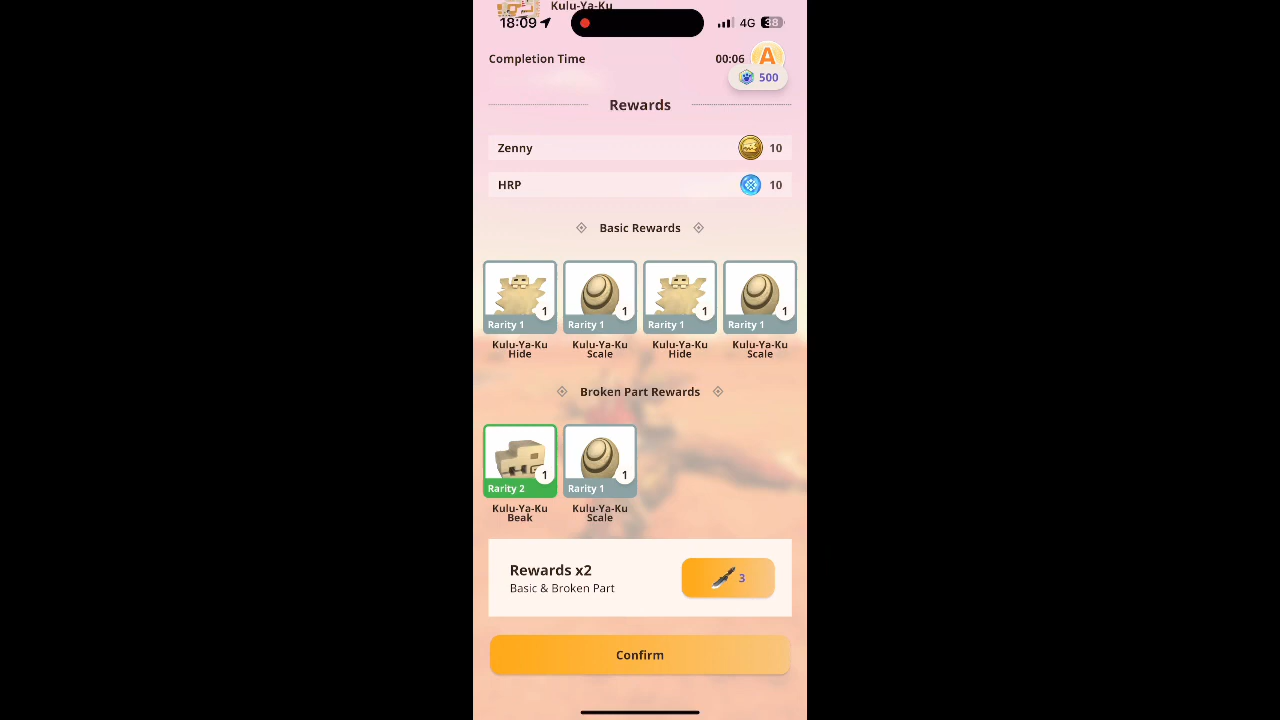 Kulu-Ya-Ku
18:09
4G
38
Completion Time
00:06
A
500
Rewards
Zenny
10
HRP
10
Basic Rewards
1
1
1
1
Rarity 1
Rarity 1
Rarity 1
Rarity 1
Kulu-Ya-Ku
Hide
Kulu-Ya-Ku
Scale
Kulu-Ya-Ku
Hide
Kulu-Ya-Ku
Scale
Broken Part Rewards
1
1
Rarity 2
Rarity 1
Kulu-Ya-Ku
Beak
Kulu-Ya-Ku
Scale
Rewards x2
Basic & Broken Part
3
Confirm